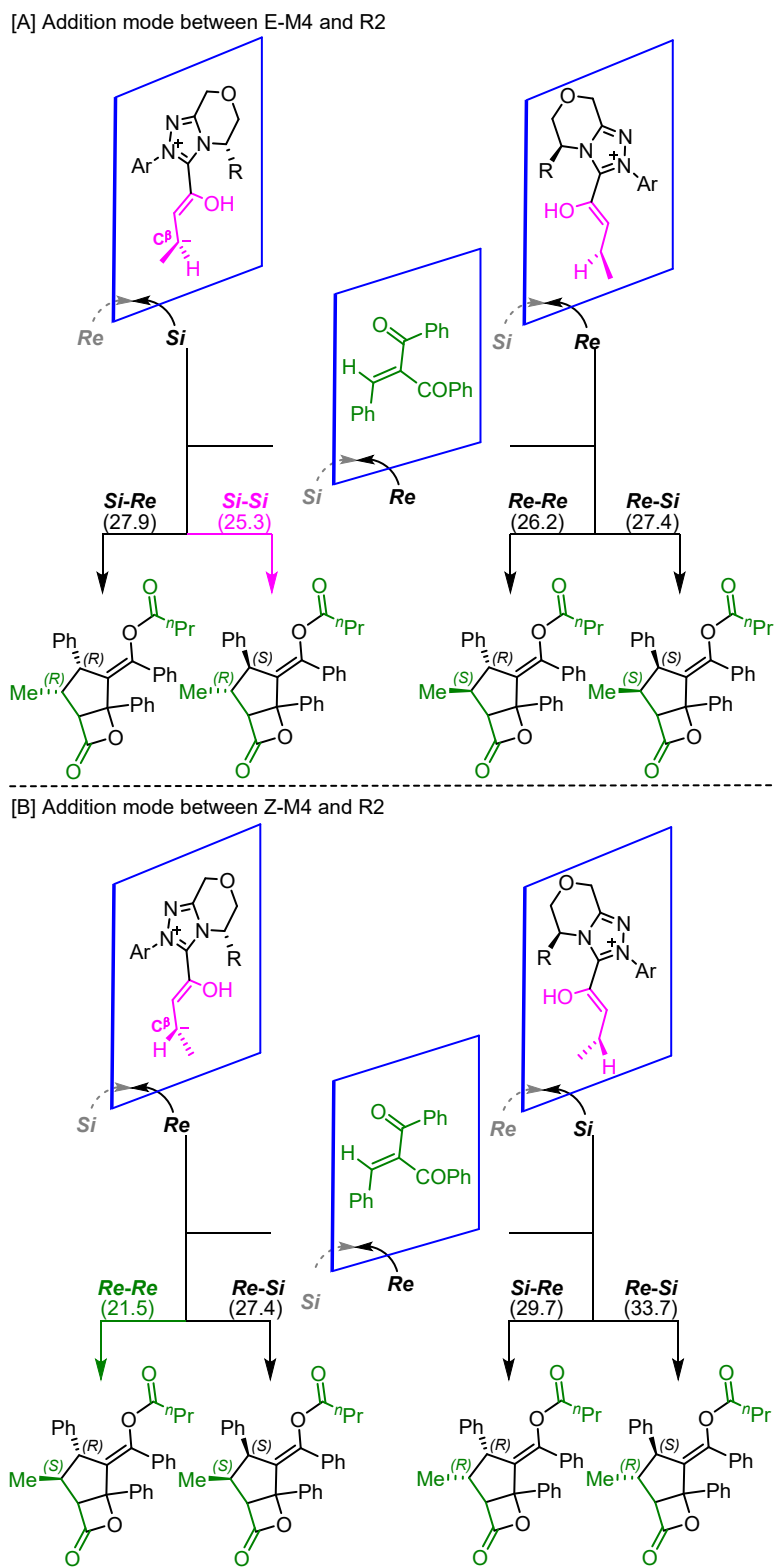 [A] Addition mode between E-M4 and R2
O
N
N
N
+
Ar
R
OH
Cβ
−
H
Re
Si
O
N
N
N
+
R
Ar
HO
H
Si
Re
O
Ph
H
COPh
Ph
Si
Re
Si-Re
(27.9)
Si-Si
(25.3)
Re-Re
(26.2)
Re-Si
(27.4)
O
O
nPr
Ph
(R)
Ph
Me
(R)
Ph
O
O
O
O
nPr
Ph
(S)
Ph
Me
(R)
Ph
O
O
O
O
nPr
Ph
(R)
Ph
Me
(S)
Ph
O
O
O
O
nPr
Ph
(S)
Ph
Me
(S)
Ph
O
O
[B] Addition mode between Z-M4 and R2
O
N
N
N
+
Ar
R
OH
Cβ
−
H
Si
Re
O
N
N
N
+
R
Ar
HO
H
Re
Si
O
Ph
H
COPh
Ph
Si
Re
Re-Re
(21.5)
Re-Si
(27.4)
Si-Re
(29.7)
Re-Si
(33.7)
O
O
nPr
Ph
(R)
Ph
Me
(S)
Ph
O
O
O
O
nPr
Ph
(S)
Ph
Me
(S)
Ph
O
O
O
O
nPr
Ph
(R)
Ph
Me
(R)
Ph
O
O
O
O
nPr
Ph
(S)
Ph
Me
(R)
Ph
O
O